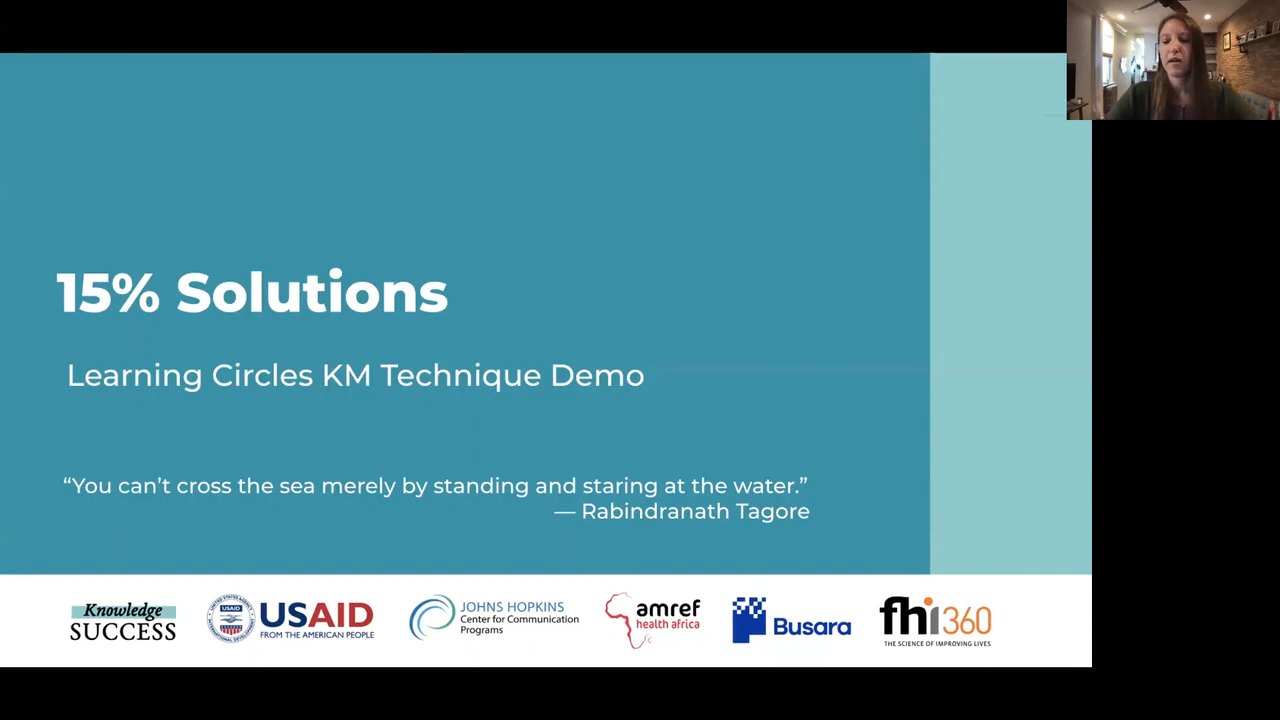 15% Solutions
Learning Circles KM Technique Demo
“You can’t cross the sea merely by standing and staring at the water.”
— Rabindranath Tagore
Knowledge
SUCCESS
USAID
USAID
FROM THE AMERICAN PEOPLE
JOHNS HOPKINS
Center for Communication
Programs
amref
health africa
Busara
fhi360
THE SCIENCE OF IMPROVING LIVES